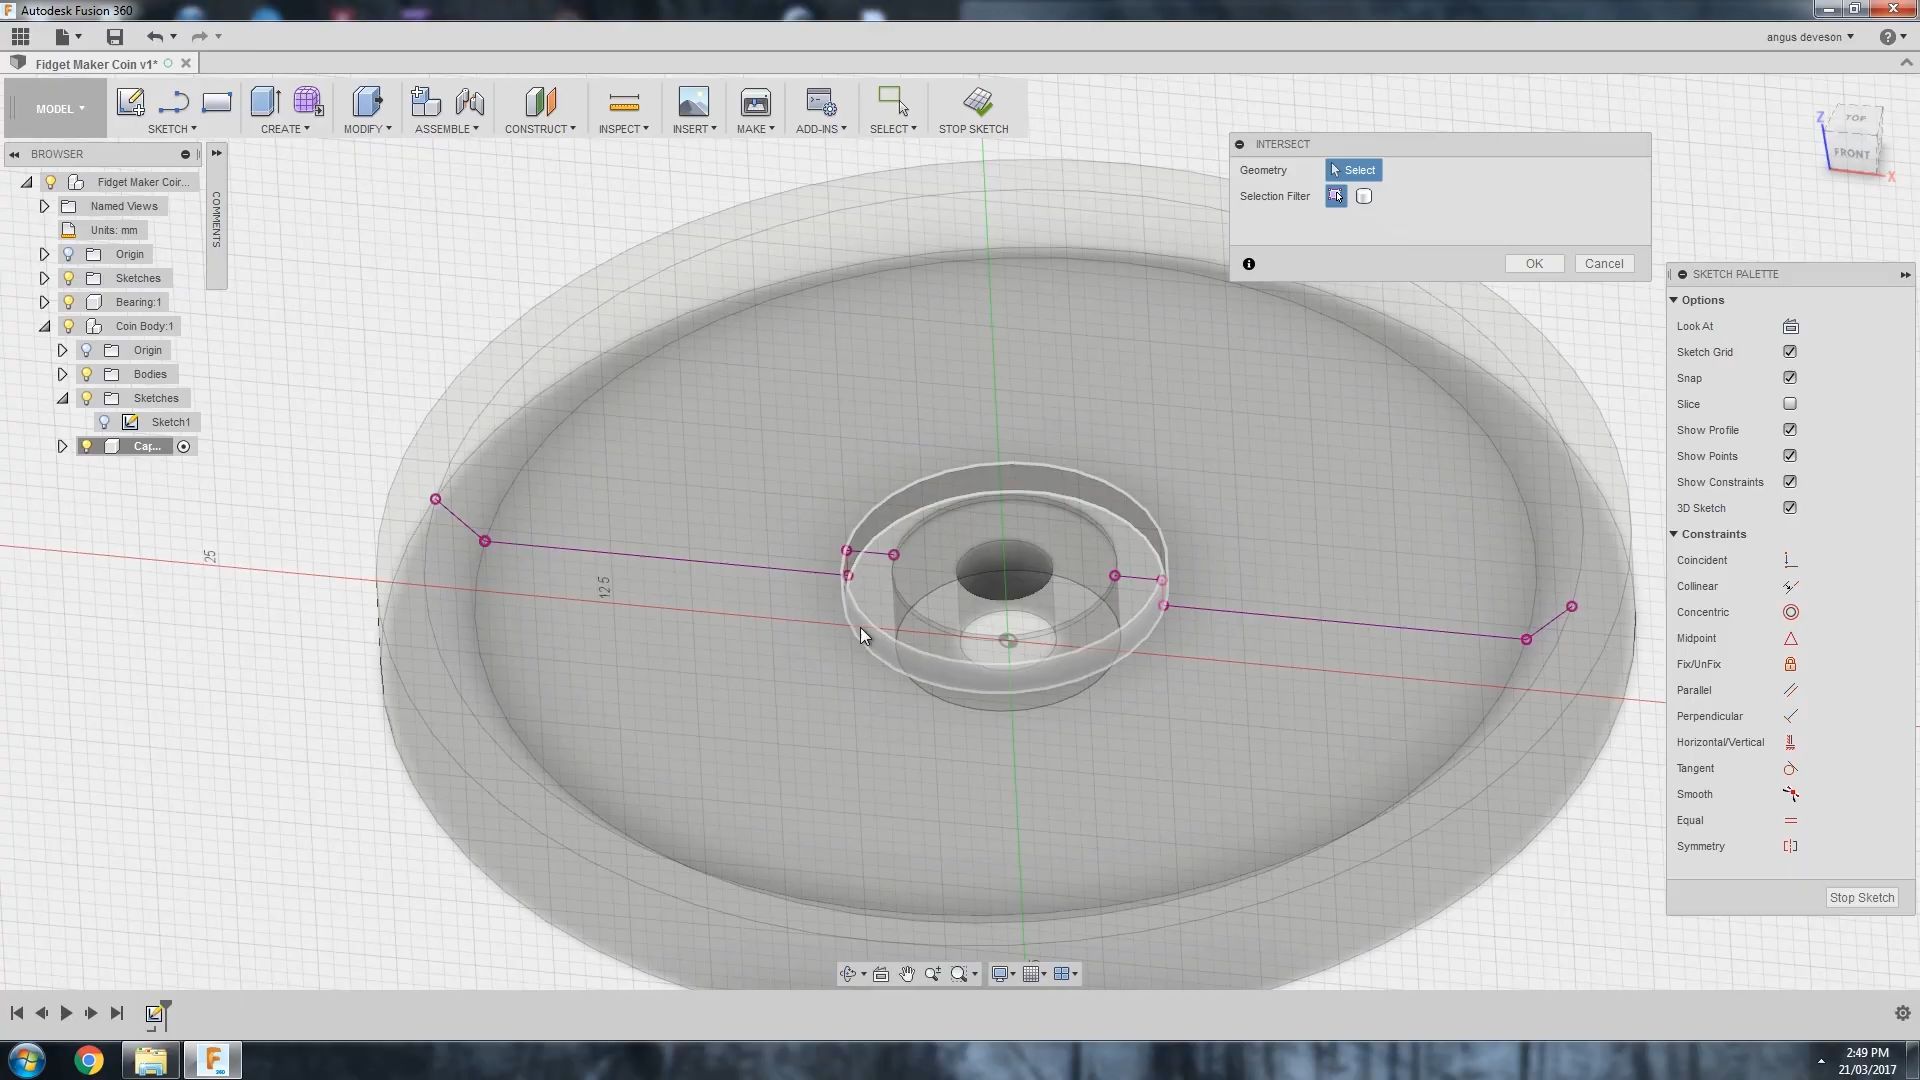 Autodesk Fusion 360
angus deveson
Fidget Maker Coin v1*
MODEL
SKETCH
CREATE
MODIFY
ASSEMBLE
CONSTRUCT
INSPECT
INSERT
MAKE
ADD-INS
SELECT
STOP SKETCH
BROWSER
COMMENTS
Fidget Maker Coir...
Named Views
Units: mm
Origin
Sketches
Bearing:1
Coin Body:1
Origin
Bodies
Sketches
Sketch1
Cap...
INTERSECT
Geometry
Select
Selection Filter
OK
Cancel
TOP
FRONT
Z
X
25
12.5
SKETCH PALETTE
Options
Look At
Sketch Grid
Snap
Slice
Show Profile
Show Points
Show Constraints
3D Sketch
Constraints
Coincident
Collinear
Concentric
Midpoint
Fix/UnFix
Parallel
Perpendicular
Horizontal/Vertical
Tangent
Smooth
Equal
Symmetry
Stop Sketch
2:49 PM
21/03/2017